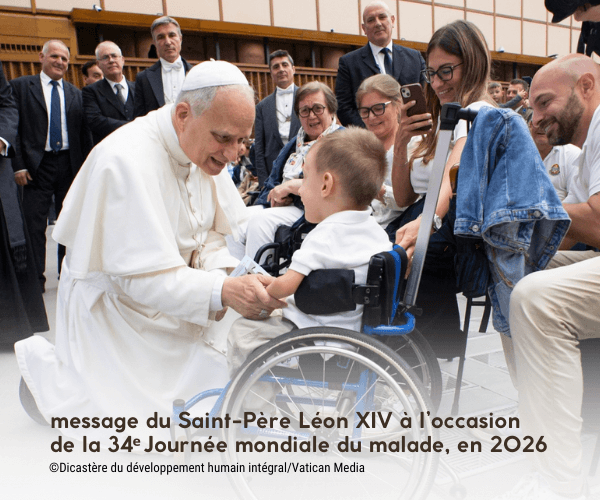 message du Saint-Père Léon XIV à l'occasion
de la 34ᵉ Journée mondiale du malade, en 2026
©Dicastère du développement humain intégral/Vatican Media